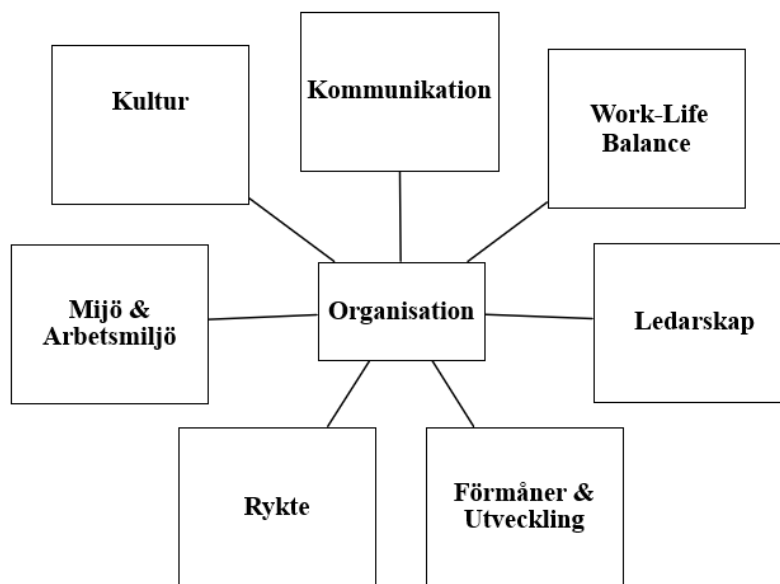 Kultur
Kommunikation
Work-Life
Balance
Mijö &
Arbetsmiljö
Organisation
Ledarskap
Rykte
Förmåner &
Utveckling